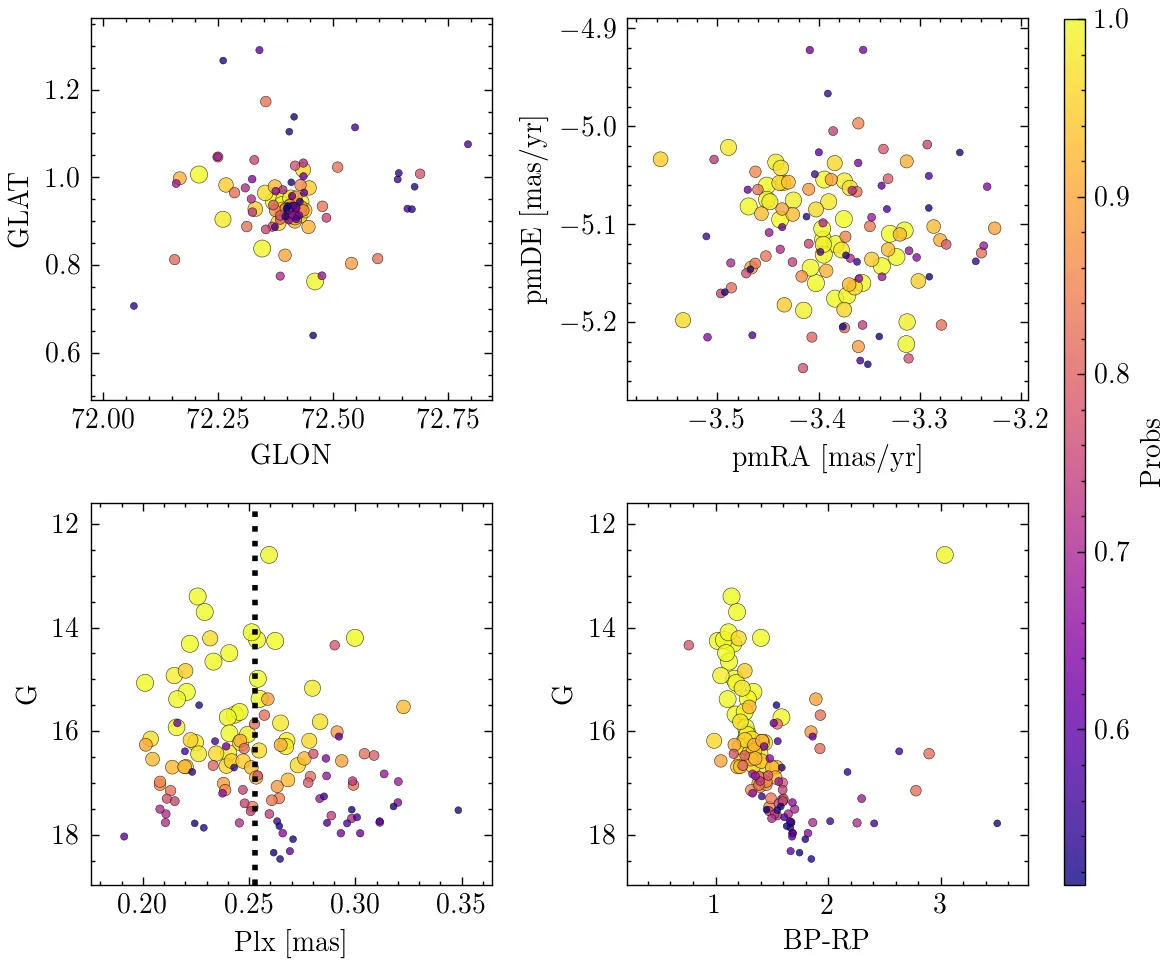 GLAT
1.2
1.0
0.8
0.6
72.00 72.25 72.50 72.75
GLON
pmDE [mas/yr]
−4.9
−5.0
−5.1
−5.2
−3.5 −3.4 −3.3 −3.2
pmRA [mas/yr]
G
12
14
16
18
0.20 0.25 0.30 0.35
Plx [mas]
G
12
14
16
18
1 2 3
BP-RP
1.0
0.9
0.8
0.7
0.6
Probs